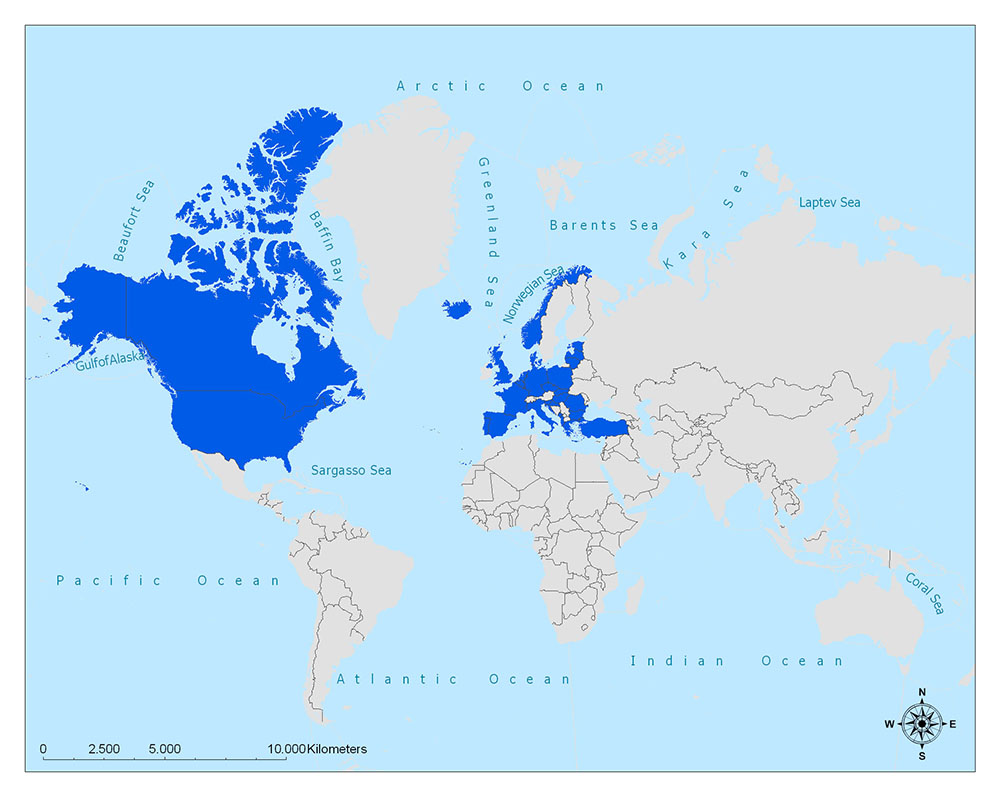 Arctic Ocean
Beaufort Sea
Baffin Bay
Greenland Sea
Norwegian Sea
Barents Sea
Kara Sea
Laptev Sea
GulfofAlaska
Sargasso Sea
Pacific Ocean
Coral Sea
Indian Ocean
Atlantic Ocean
N
W E
S
0 2.500 5.000 10.000 Kilometers